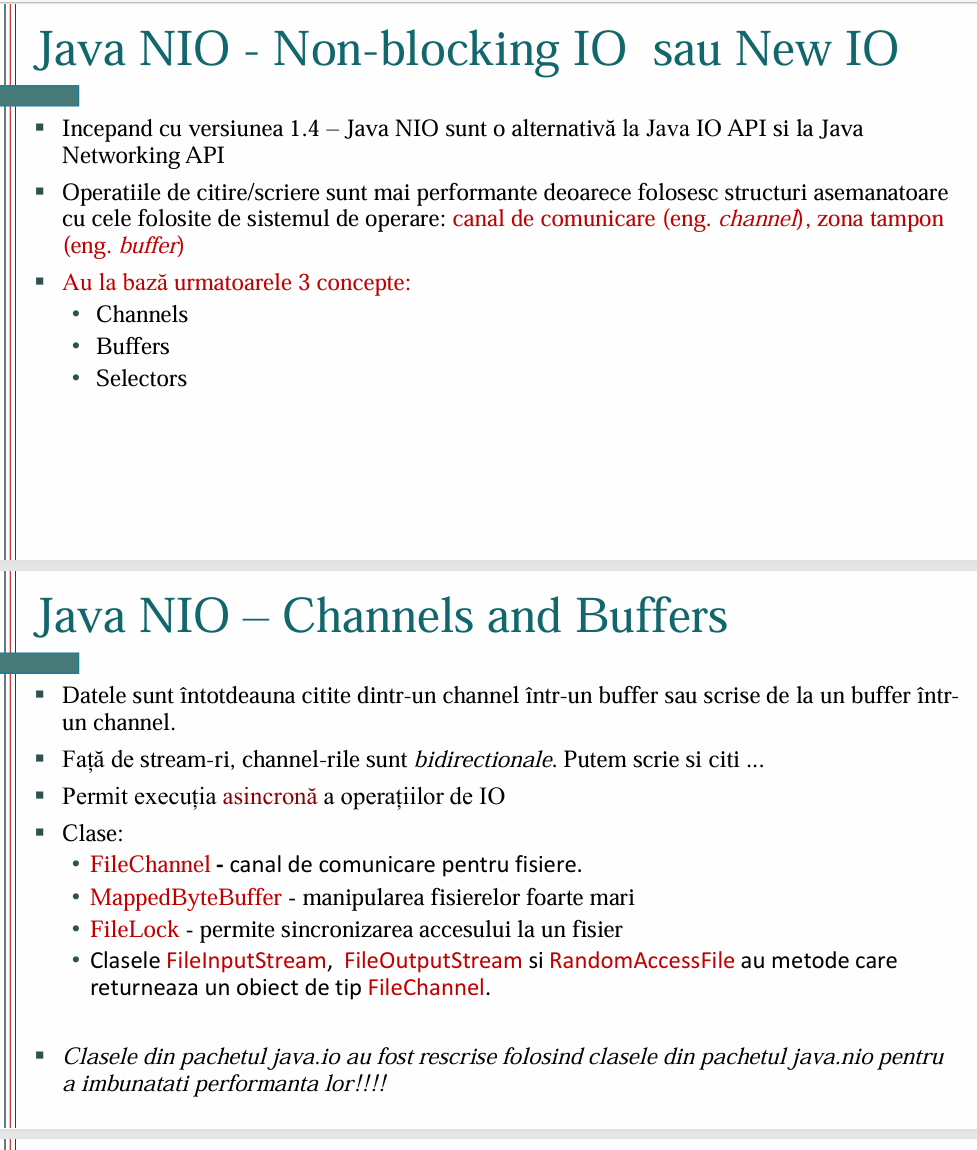 Java NIO - Non-blocking IO sau New IO
▪ Incepand cu versiunea 1.4 – Java NIO sunt o alternativă la Java IO API si la Java
Networking API
▪ Operatiile de citire/scriere sunt mai performante deoarece folosesc structuri asemanatoare
cu cele folosite de sistemul de operare: canal de comunicare (eng. channel), zona tampon
(eng. buffer)
▪ Au la bază urmatoarele 3 concepte:
• Channels
• Buffers
• Selectors
Java NIO – Channels and Buffers
▪ Datele sunt întotdeauna citite dintr-un channel într-un buffer sau scrise de la un buffer într-
un channel.
▪ Față de stream-ri, channel-rile sunt bidirectionale. Putem scrie si citi ...
▪ Permit execuția asincronă a operațiilor de IO
▪ Clase:
• FileChannel - canal de comunicare pentru fisiere.
• MappedByteBuffer - manipularea fisierelor foarte mari
• FileLock - permite sincronizarea accesului la un fisier
• Clasele FileInputStream, FileOutputStream si RandomAccessFile au metode care
returneaza un obiect de tip FileChannel.
▪ Clasele din pachetul java.io au fost rescrise folosind clasele din pachetul java.nio pentru
a imbunatati performanta lor!!!!